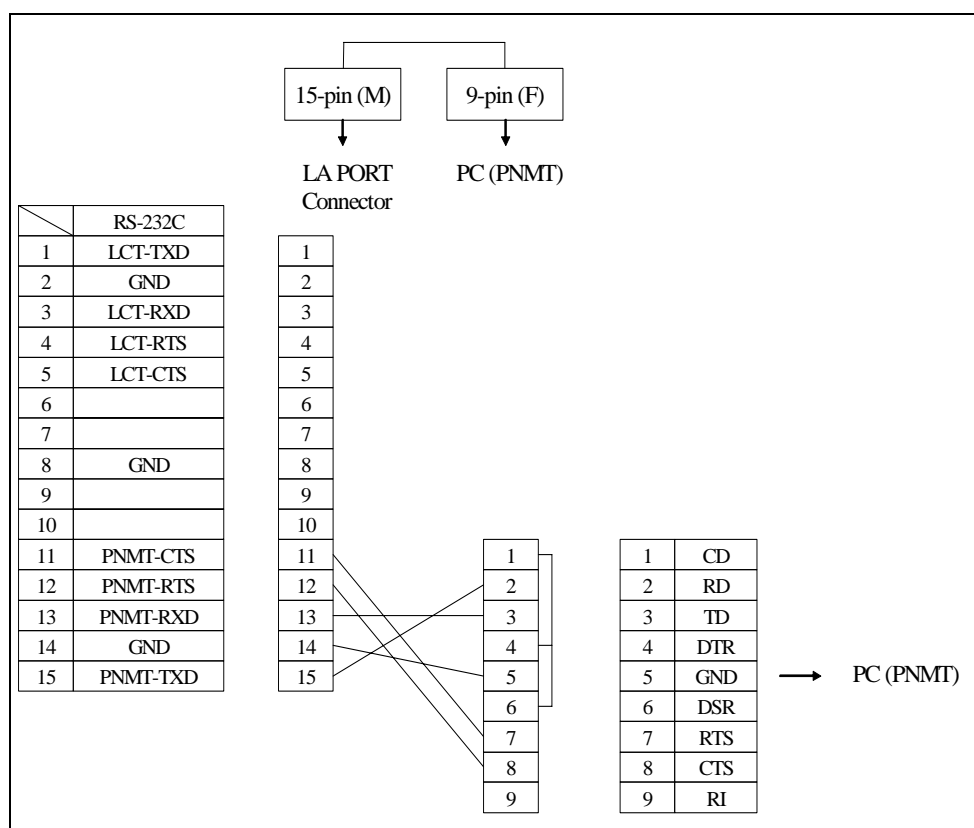 15-pin (M) 9-pin (F)
LA PORT PC (PNMT)
Connector
RS-232C
1 LCT-TXD 1
2 GND 2
3 LCT-RXD 3
4 LCT-RTS 4
5 LCT-CTS 5
6 6
7 7
8 GND 8
9 9
10 10
11 PNMT-CTS 11 1 1 CD
12 PNMT-RTS 12 2 2 RD
13 PNMT-RXD 13 3 3 TD
14 GND 14 4 4 DTR
15 PNMT-TXD 15 5 5 GND PC (PNMT)
6 6 DSR
7 7 RTS
8 8 CTS
9 9 RI